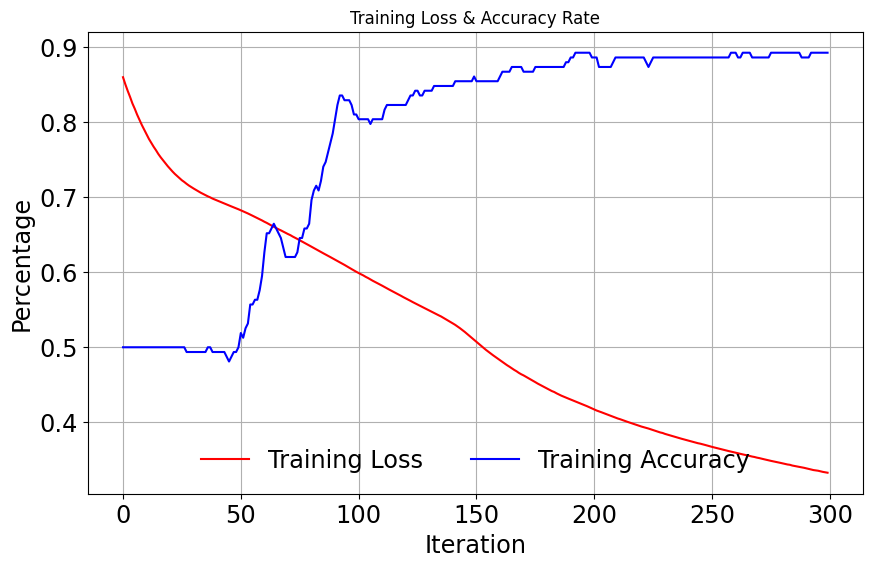 Training Loss & Accuracy Rate
0.9
0.8
0.7
0.6
0.5
0.4
Percentage
Training Loss
Training Accuracy
0
50
100
150
200
250
300
Iteration